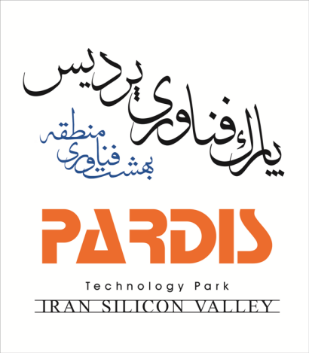 پارک فناوری پردیس
بهشت فناوری منطقه
PARDIS
Technology Park
IRAN SILICON VALLEY